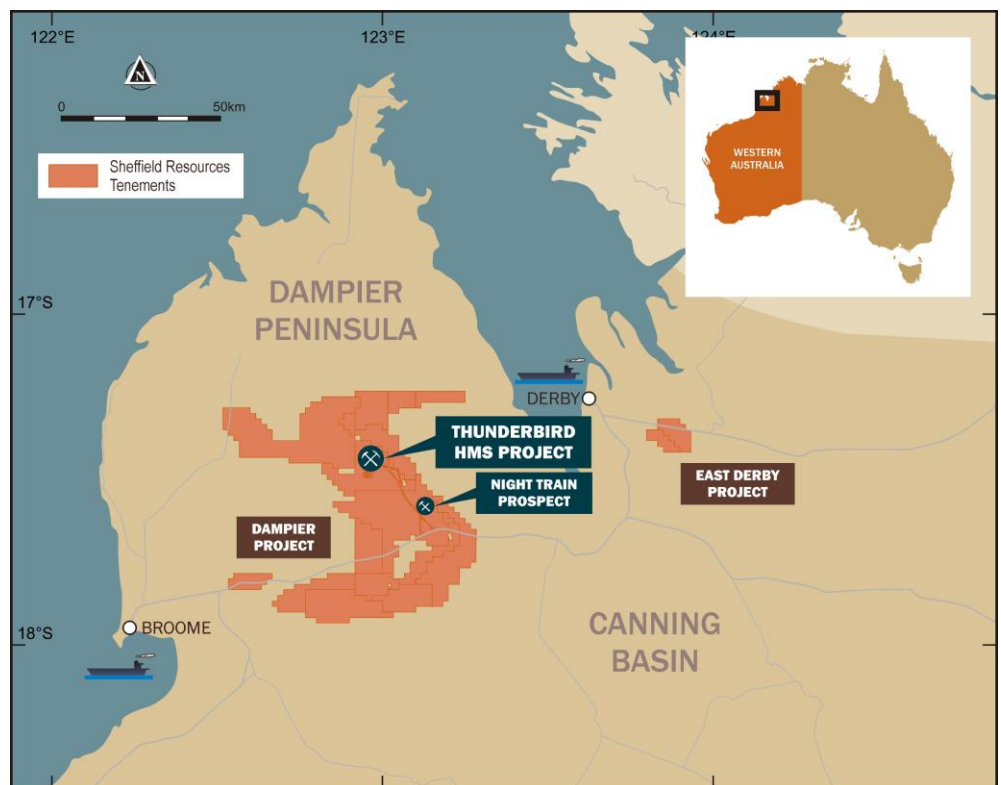 122°E
123°E
124°E
N
0
50km
Sheffield Resources
Tenements
WESTERN
AUSTRALIA
17°S
DAMPIER
PENINSULA
DERBY
THUNDERBIRD
HMS PROJECT
NIGHT TRAIN
PROSPECT
EAST DERBY
PROJECT
DAMPIER
PROJECT
BROOME
CANNING
BASIN
18°S